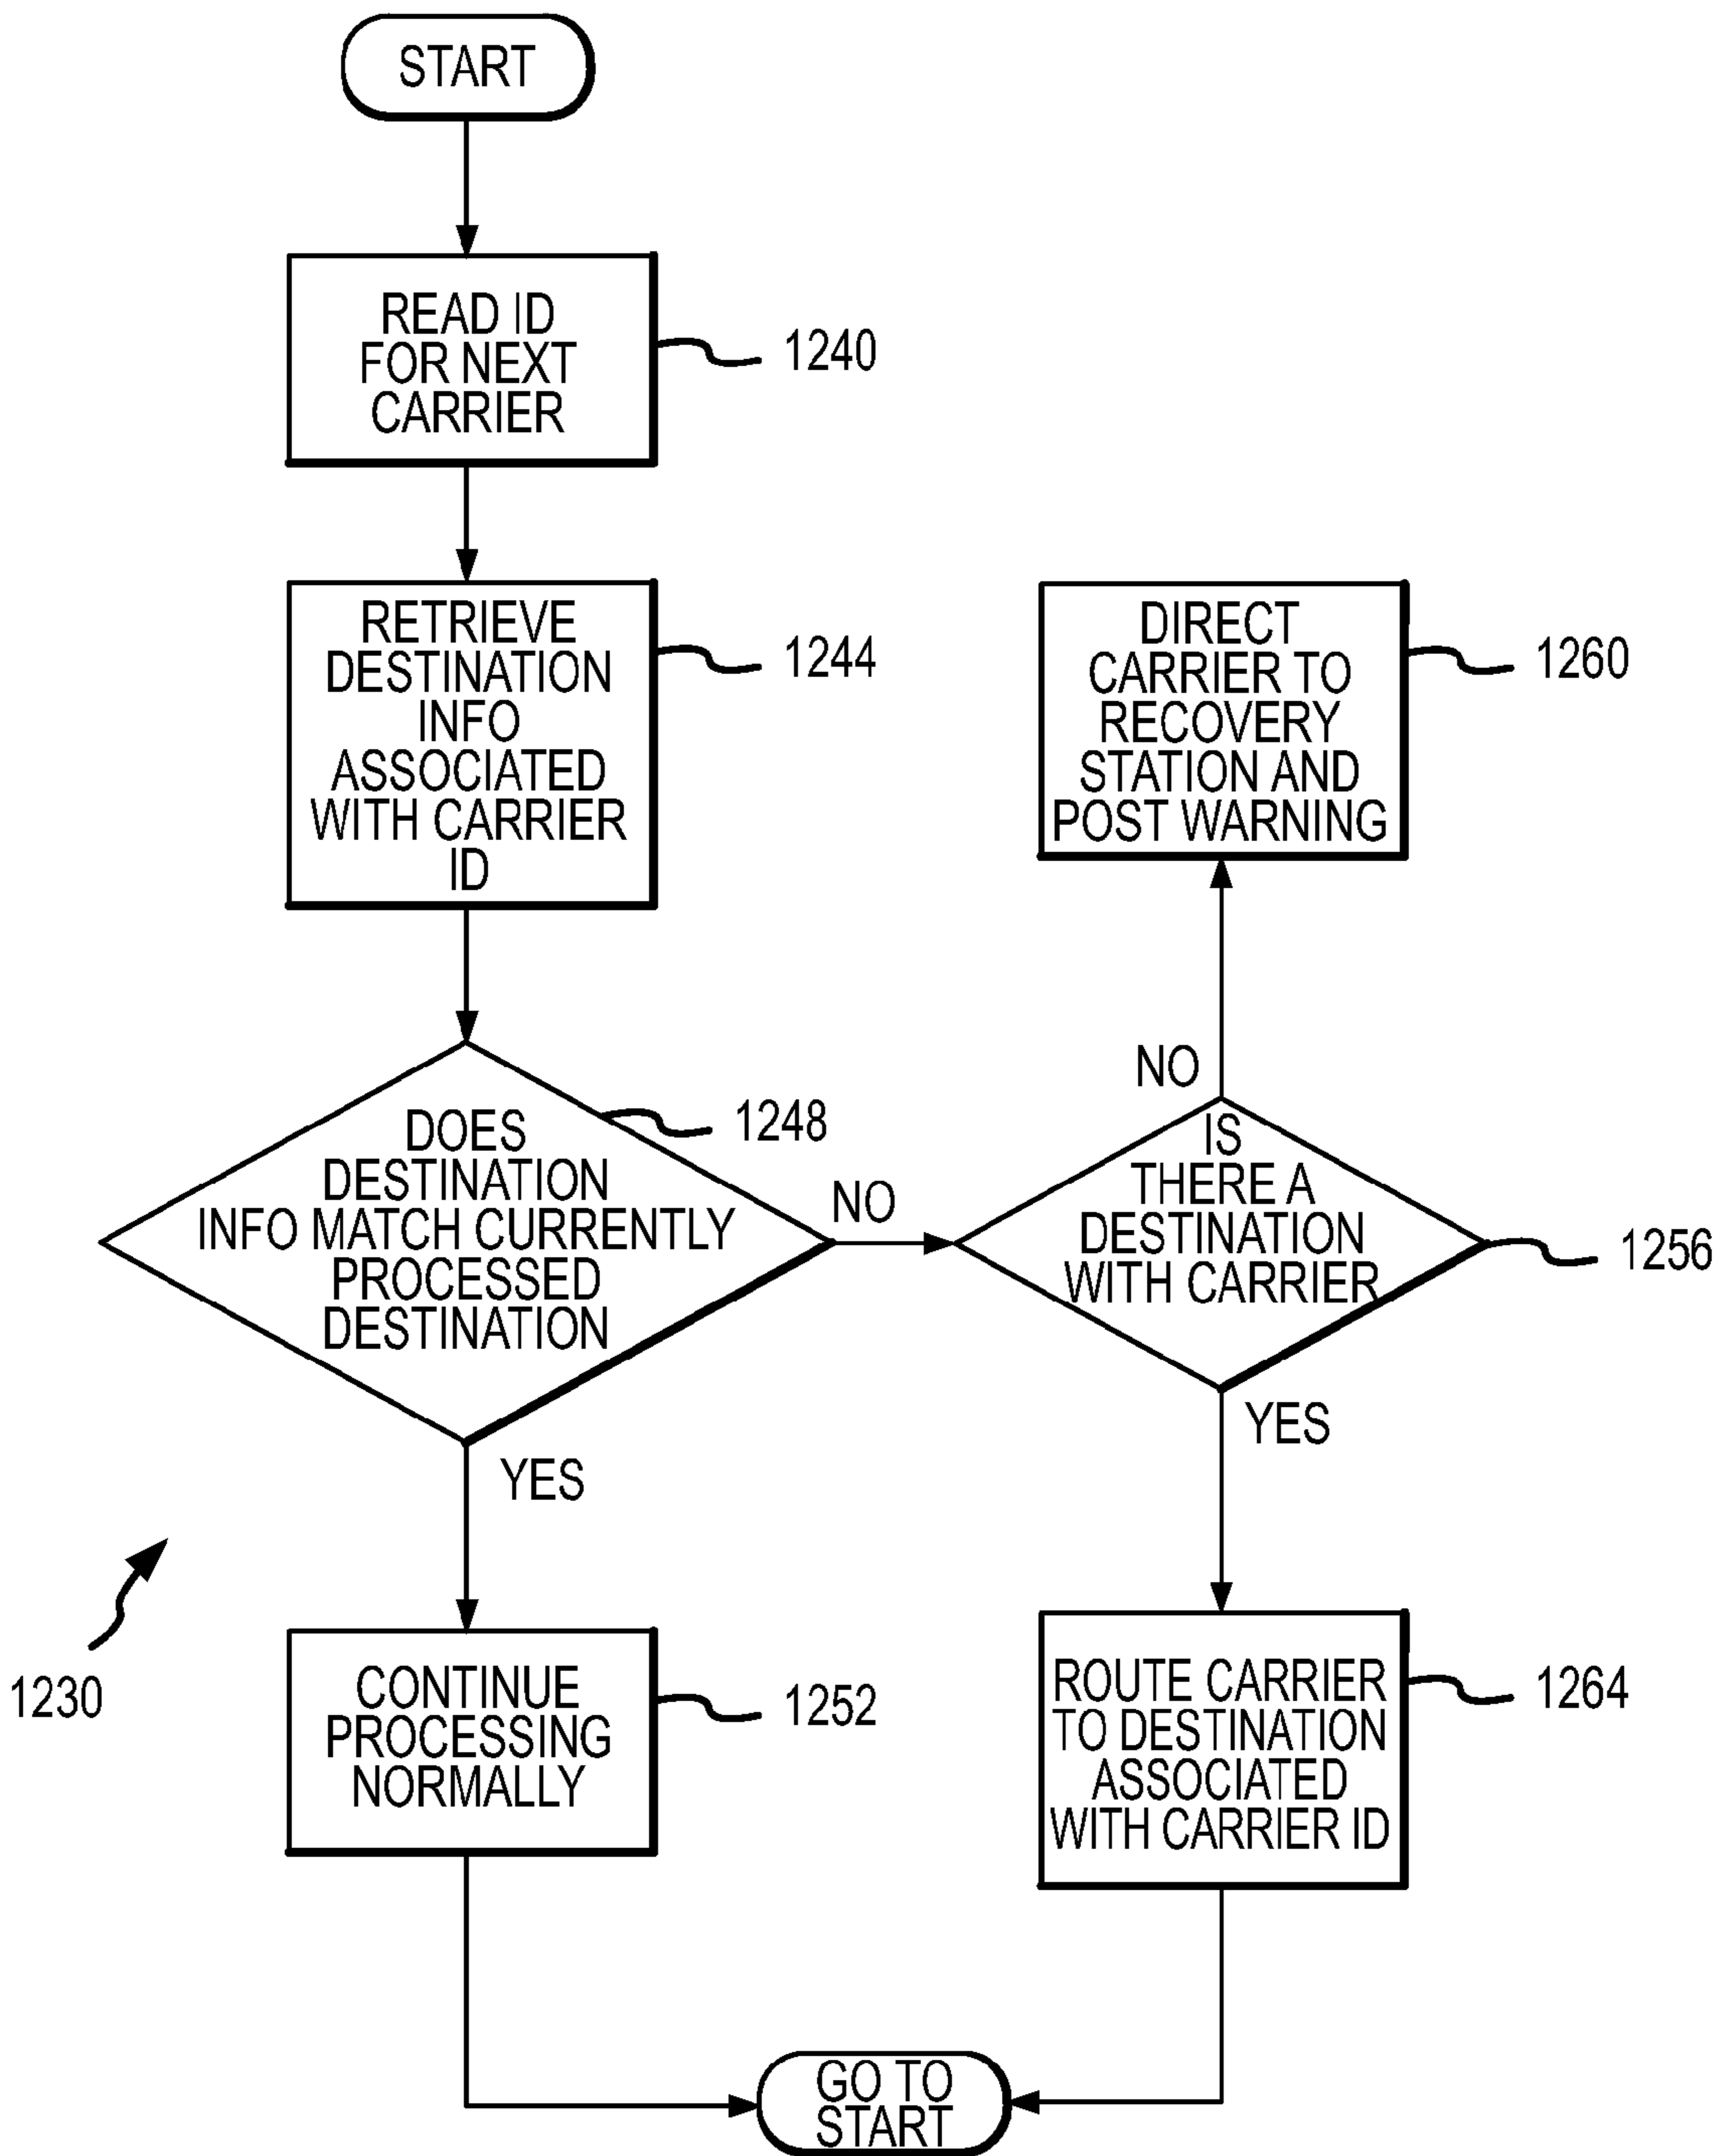 START
READ ID
FOR NEXT
CARRIER
1240
RETRIEVE
DESTINATION
INFO
ASSOCIATED
WITH CARRIER
ID
1244
DIRECT
CARRIER TO
RECOVERY
STATION AND
POST WARNING
1260
DOES
DESTINATION
INFO MATCH CURRENTLY
PROCESSED
DESTINATION
1248
NO
NO
IS
THERE A
DESTINATION
WITH CARRIER
1256
YES
YES
1230
CONTINUE
PROCESSING
NORMALLY
1252
ROUTE CARRIER
TO DESTINATION
ASSOCIATED
WITH CARRIER ID
1264
GO TO
START